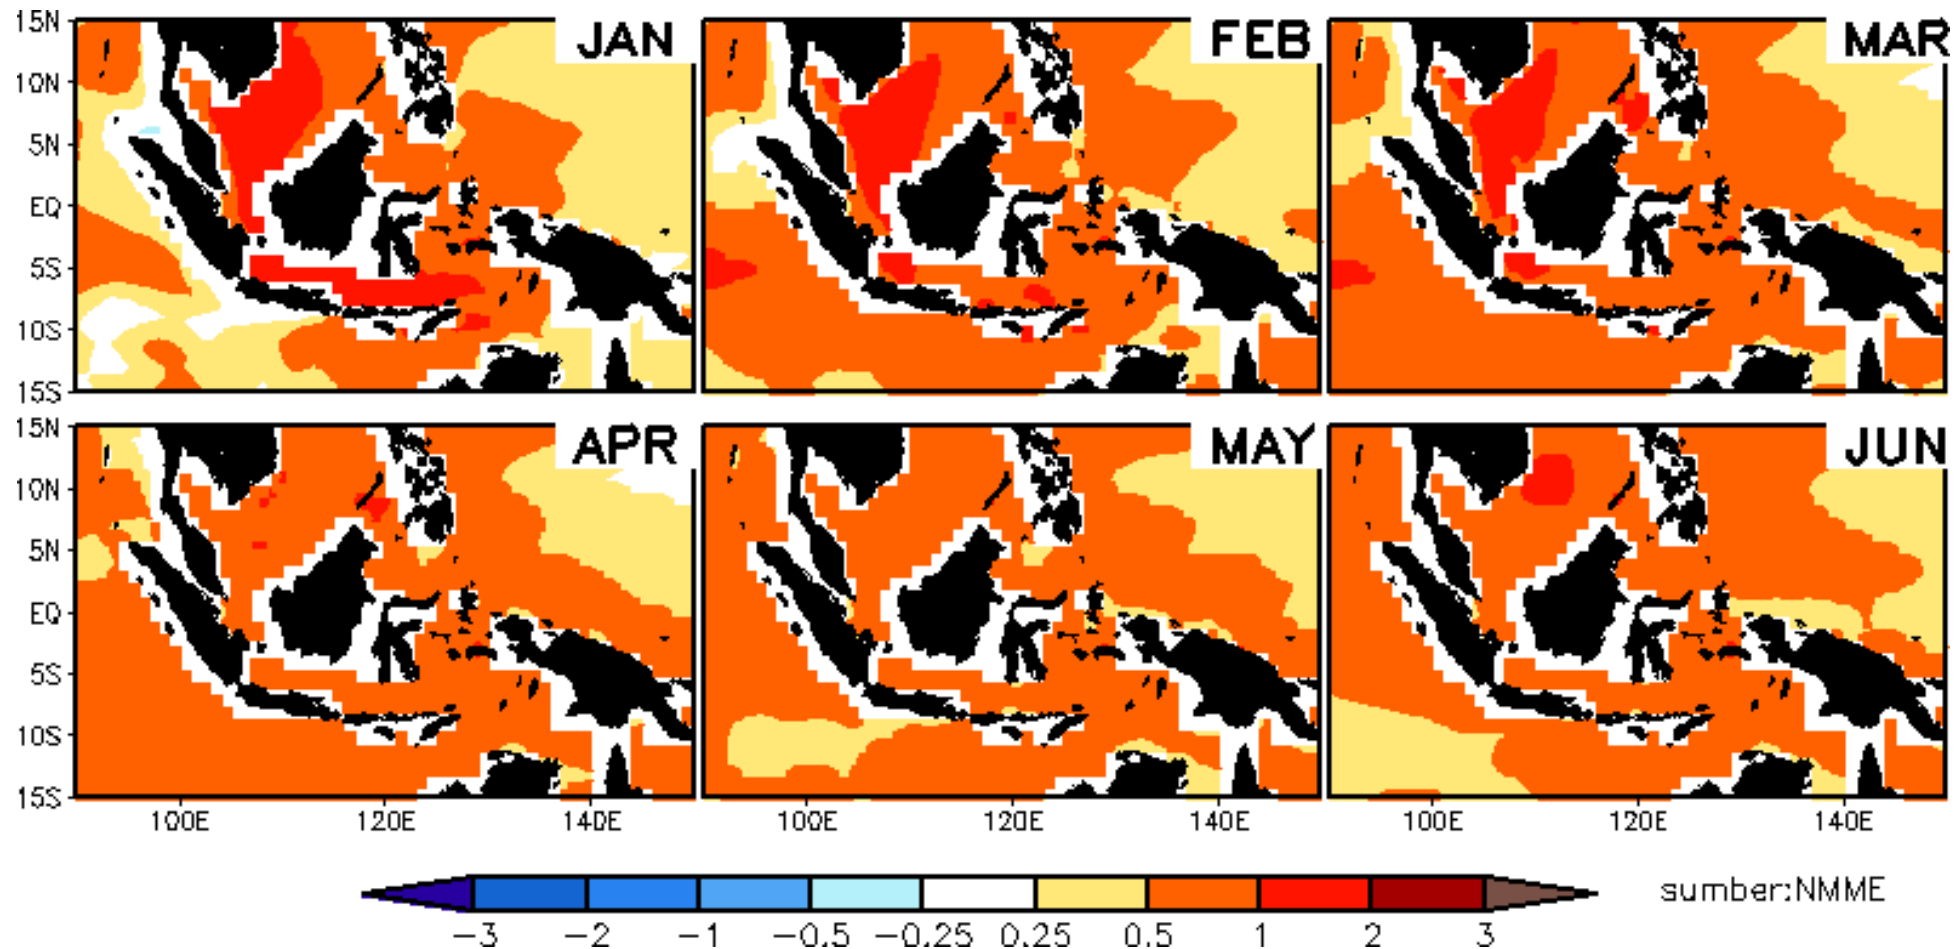 15N JAN FEB MAR
10N
5N
EQ
5S
10S
15S
15N APR MAY JUN
10N
5N
EQ
5S
10S
15S
100E 120E 140E 100E 120E 140E 100E 120E 140E
-3 -2 -1 -0.5 -0.25 0.25 0.5 1 2 3
sumber:NMME